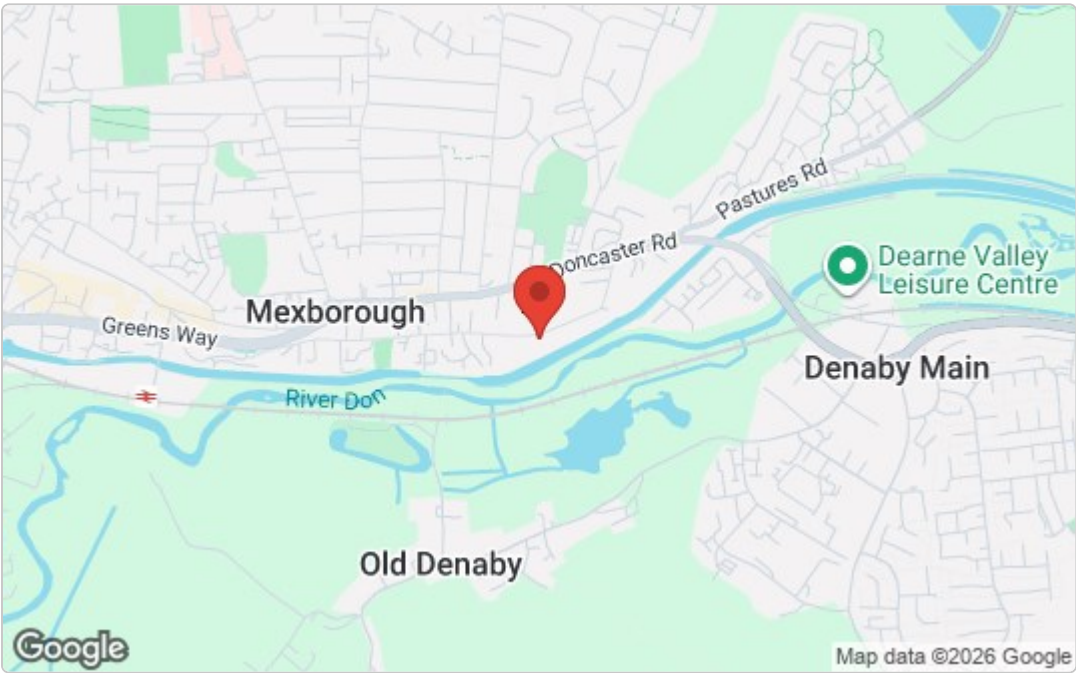 Pastures Rd
Doncaster Rd
Dearne Valley
Leisure Centre
Mexborough
Greens Way
Denaby Main
River Don
Old Denaby
Google
Map data ©2026 Google